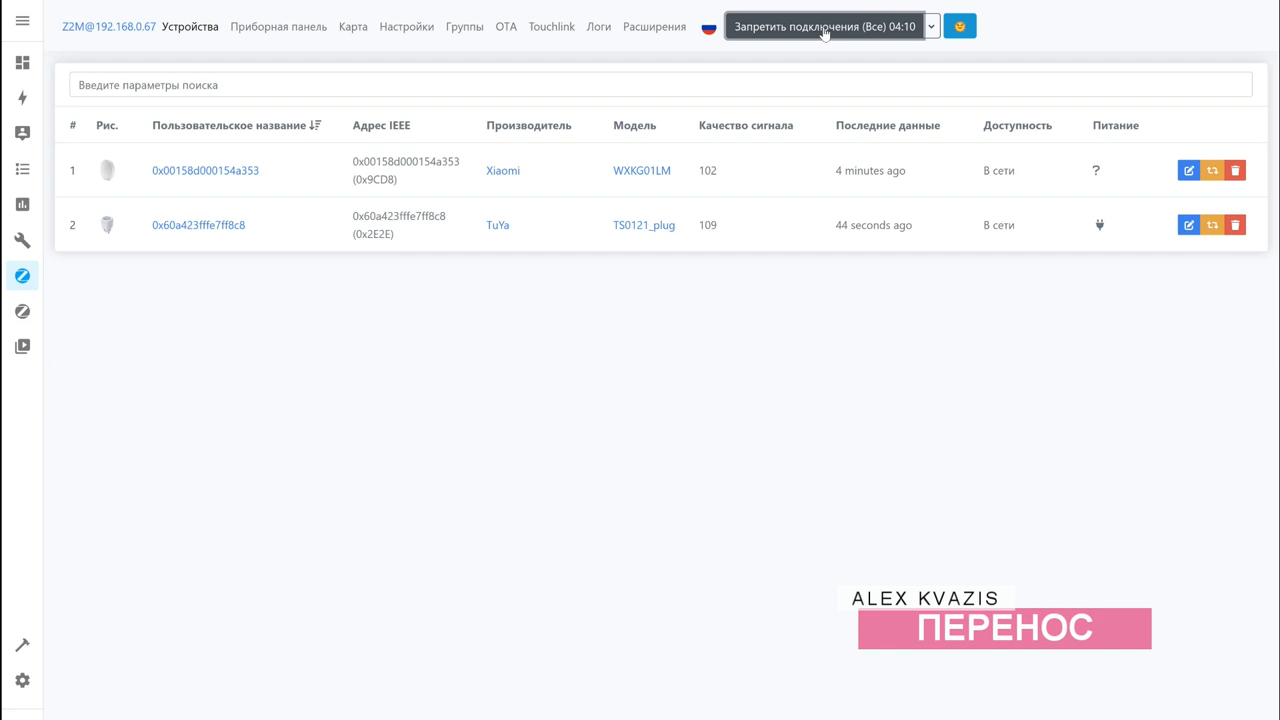 Z2M@192.168.0.67 Устройства Приборная панель Карта Настройки Группы OTA Touchlink Логи Расширения Запретить подключения (Все) 04:10
Введите параметры поиска
# Рис. Пользовательское название Адрес IEEE Производитель Модель Качество сигнала Последние данные Доступность Питание
1 0x00158d000154a353 0x00158d000154a353 (0x9CD8) Xiaomi WXKG01LM 102 4 minutes ago В сети ?
2 0x60a423fffe7ff8c8 0x60a423fffe7ff8c8 (0x2E2E) TuYa TS0121_plug 109 44 seconds ago В сети
ALEX KVAZIS
ПЕРЕНОС